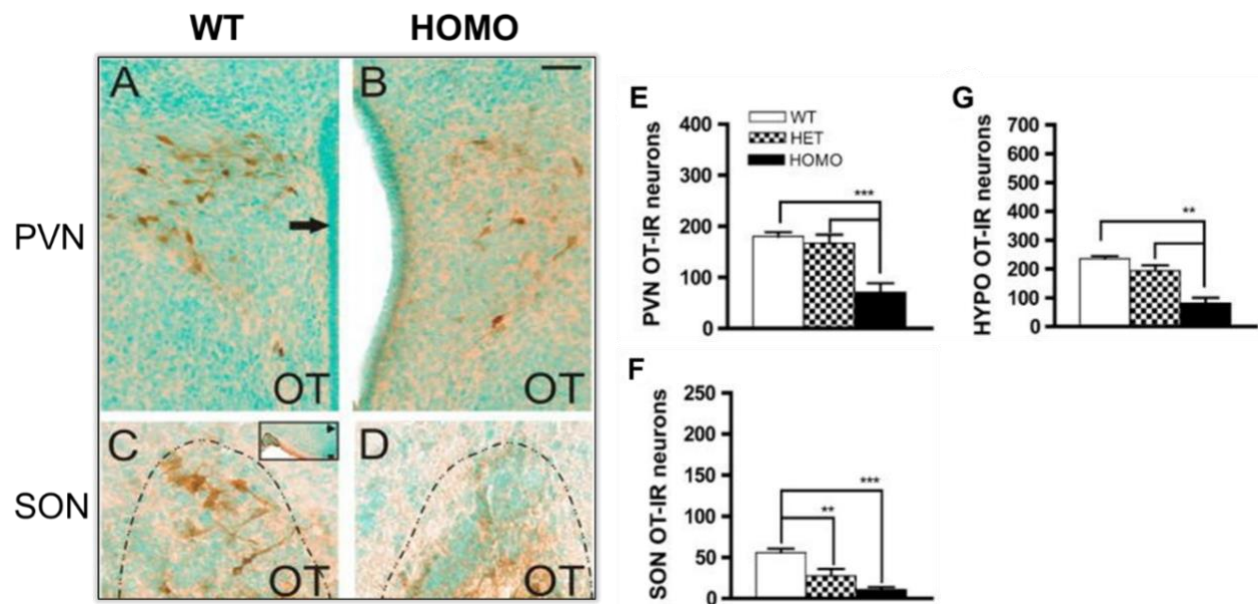 WT HOMO
A B
PVN
OT OT
C D
SON
OT OT
E
WT
HET
HOMO
PVN OT-IR neurons
400
300
200
100
0
***
G
HYPO OT-IR neurons
700
600
500
400
300
200
100
0
**
F
SON OT-IR neurons
250
200
150
100
50
0
**
***